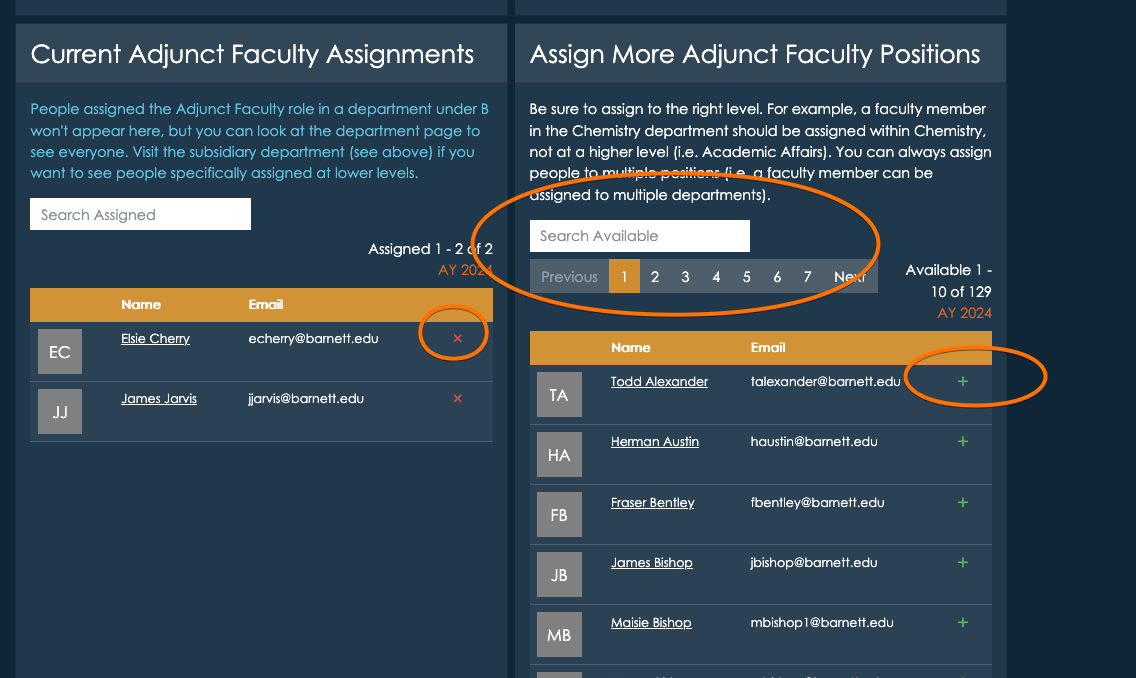 Current Adjunct Faculty Assignments
People assigned the Adjunct Faculty role in a department under B
won't appear here, but you can look at the department page to
see everyone. Visit the subsidiary department (see above) if you
want to see people specifically assigned at lower levels.
Search Assigned
Assigned 1 - 2 of 2
AY 2024
Name Email
EC Elsie Cherry echerry@barnett.edu ×
JJ James Jarvis jjarvis@barnett.edu ×
Assign More Adjunct Faculty Positions
Be sure to assign to the right level. For example, a faculty member
in the Chemistry department should be assigned within Chemistry,
not at a higher level (i.e. Academic Affairs). You can always assign
people to multiple positions (i.e. a faculty member can be
assigned to multiple departments).
Search Available
Previous 1 2 3 4 5 6 7 Next
Available 1 -
10 of 129
AY 2024
Name Email
TA Todd Alexander talexander@barnett.edu +
HA Herman Austin haustin@barnett.edu +
FB Fraser Bentley fbentley@barnett.edu +
JB James Bishop jbishop@barnett.edu +
MB Maisie Bishop mbishop1@barnett.edu +